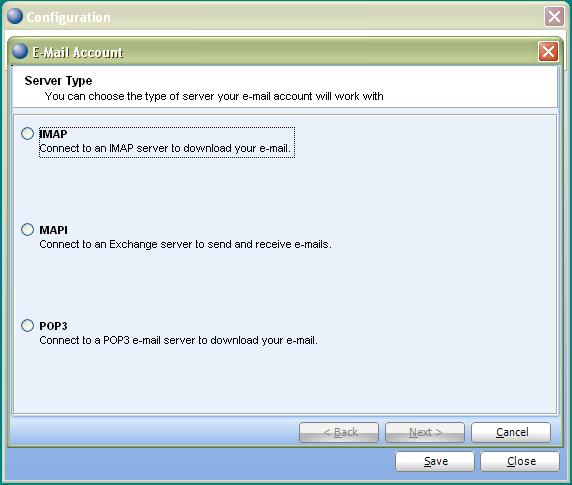 Configuration
E-Mail Account
Server Type
You can choose the type of server your e-mail account will work with
IMAP
Connect to an IMAP server to download your e-mail.
MAPI
Connect to an Exchange server to send and receive e-mails.
POP3
Connect to a POP3 e-mail server to download your e-mail.
< Back Next > Cancel
Save Close